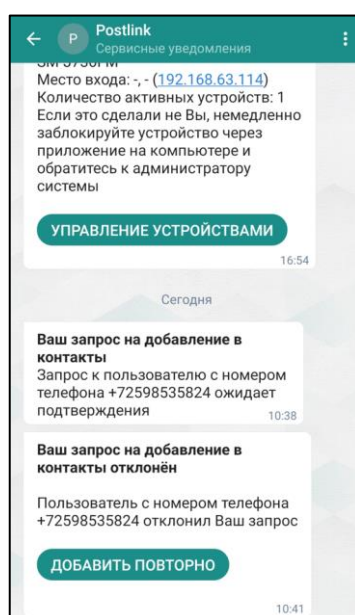 Postlink
Сервисные уведомления
Место входа: -, - (192.168.63.114)
Количество активных устройств: 1
Если это сделали не Вы, немедленно
заблокируйте устройство через
приложение на компьютере и
обратитесь к администратору
системы
УПРАВЛЕНИЕ УСТРОЙСТВАМИ
16:54
Сегодня
Ваш запрос на добавление в
контакты
Запрос к пользователю с номером
телефона +72598535824 ожидает
подтверждения
10:38
Ваш запрос на добавление в
контакты отклонён
Пользователь с номером телефона
+72598535824 отклонил Ваш запрос
ДОБАВИТЬ ПОВТОРНО
10:41